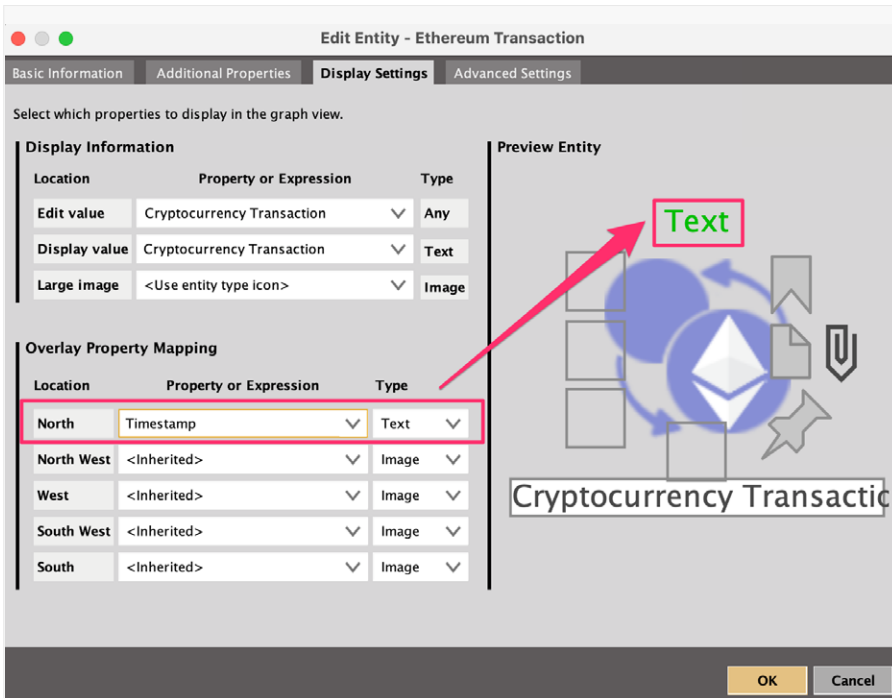 Edit Entity - Ethereum Transaction
Basic Information Additional Properties Display Settings Advanced Settings
Select which properties to display in the graph view.
Display Information
Location Property or Expression Type
Edit value Cryptocurrency Transaction Any
Display value Cryptocurrency Transaction Text
Large image <Use entity type icon> Image
Overlay Property Mapping
Location Property or Expression Type
North Timestamp Text
North West <Inherited> Image
West <Inherited> Image
South West <Inherited> Image
South <Inherited> Image
Preview Entity
Text
Cryptocurrency Transactic
OK Cancel